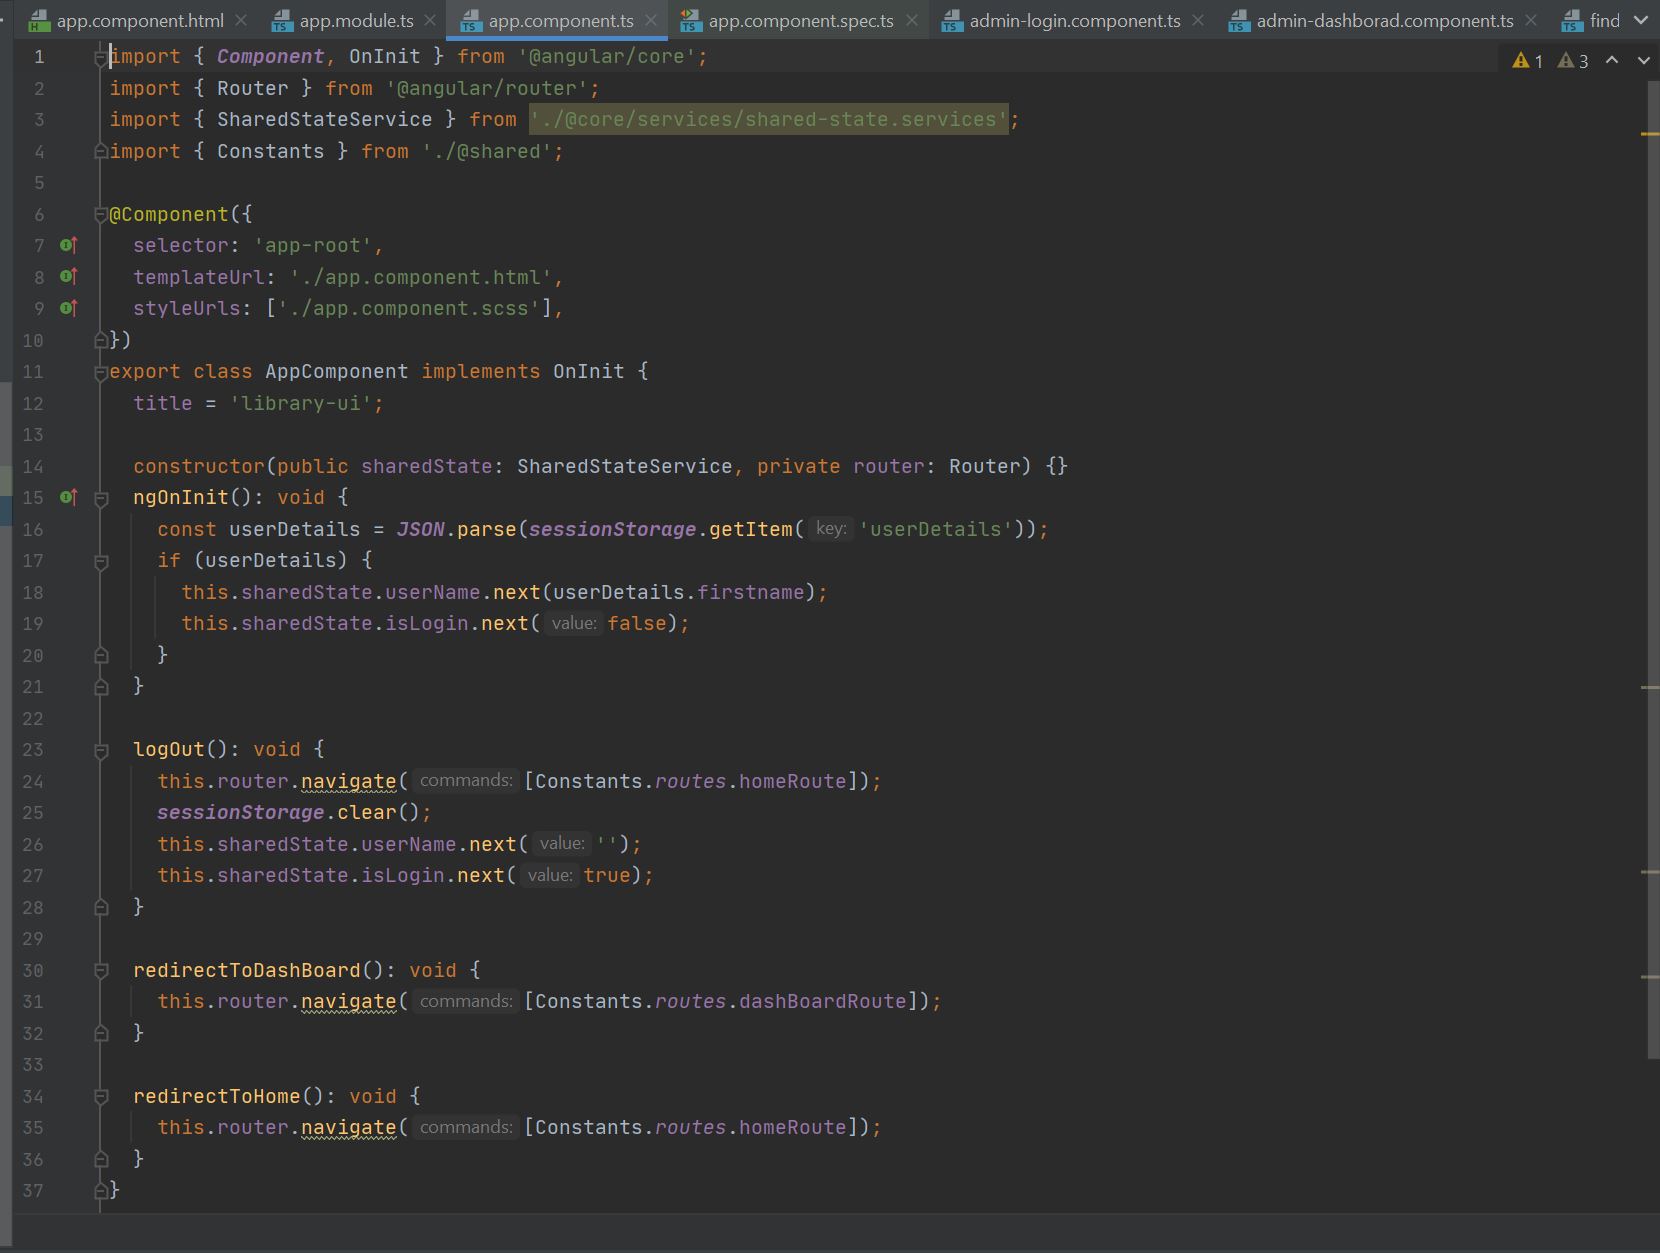 app.component.html app.module.ts app.component.ts app.component.spec.ts admin-login.component.ts admin-dashborad.component.ts find
1 import { Component, OnInit } from '@angular/core'; 1 3
2 import { Router } from '@angular/router';
3 import { SharedStateService } from './@core/services/shared-state.services';
4 import { Constants } from './@shared';
5
6 @Component({
7 selector: 'app-root',
8 templateUrl: './app.component.html',
9 styleUrls: ['./app.component.scss'],
10 })
11 export class AppComponent implements OnInit {
12 title = 'library-ui';
13
14 constructor(public sharedState: SharedStateService, private router: Router) {}
15 ngOnInit(): void {
16 const userDetails = JSON.parse(sessionStorage.getItem( key: 'userDetails'));
17 if (userDetails) {
18 this.sharedState.userName.next(userDetails.firstname);
19 this.sharedState.isLogin.next( value: false);
20 }
21 }
22
23 logOut(): void {
24 this.router.navigate( commands: [Constants.routes.homeRoute]);
25 sessionStorage.clear();
26 this.sharedState.userName.next( value: '');
27 this.sharedState.isLogin.next( value: true);
28 }
29
30 redirectToDashBoard(): void {
31 this.router.navigate( commands: [Constants.routes.dashBoardRoute]);
32 }
33
34 redirectToHome(): void {
35 this.router.navigate( commands: [Constants.routes.homeRoute]);
36 }
37 }